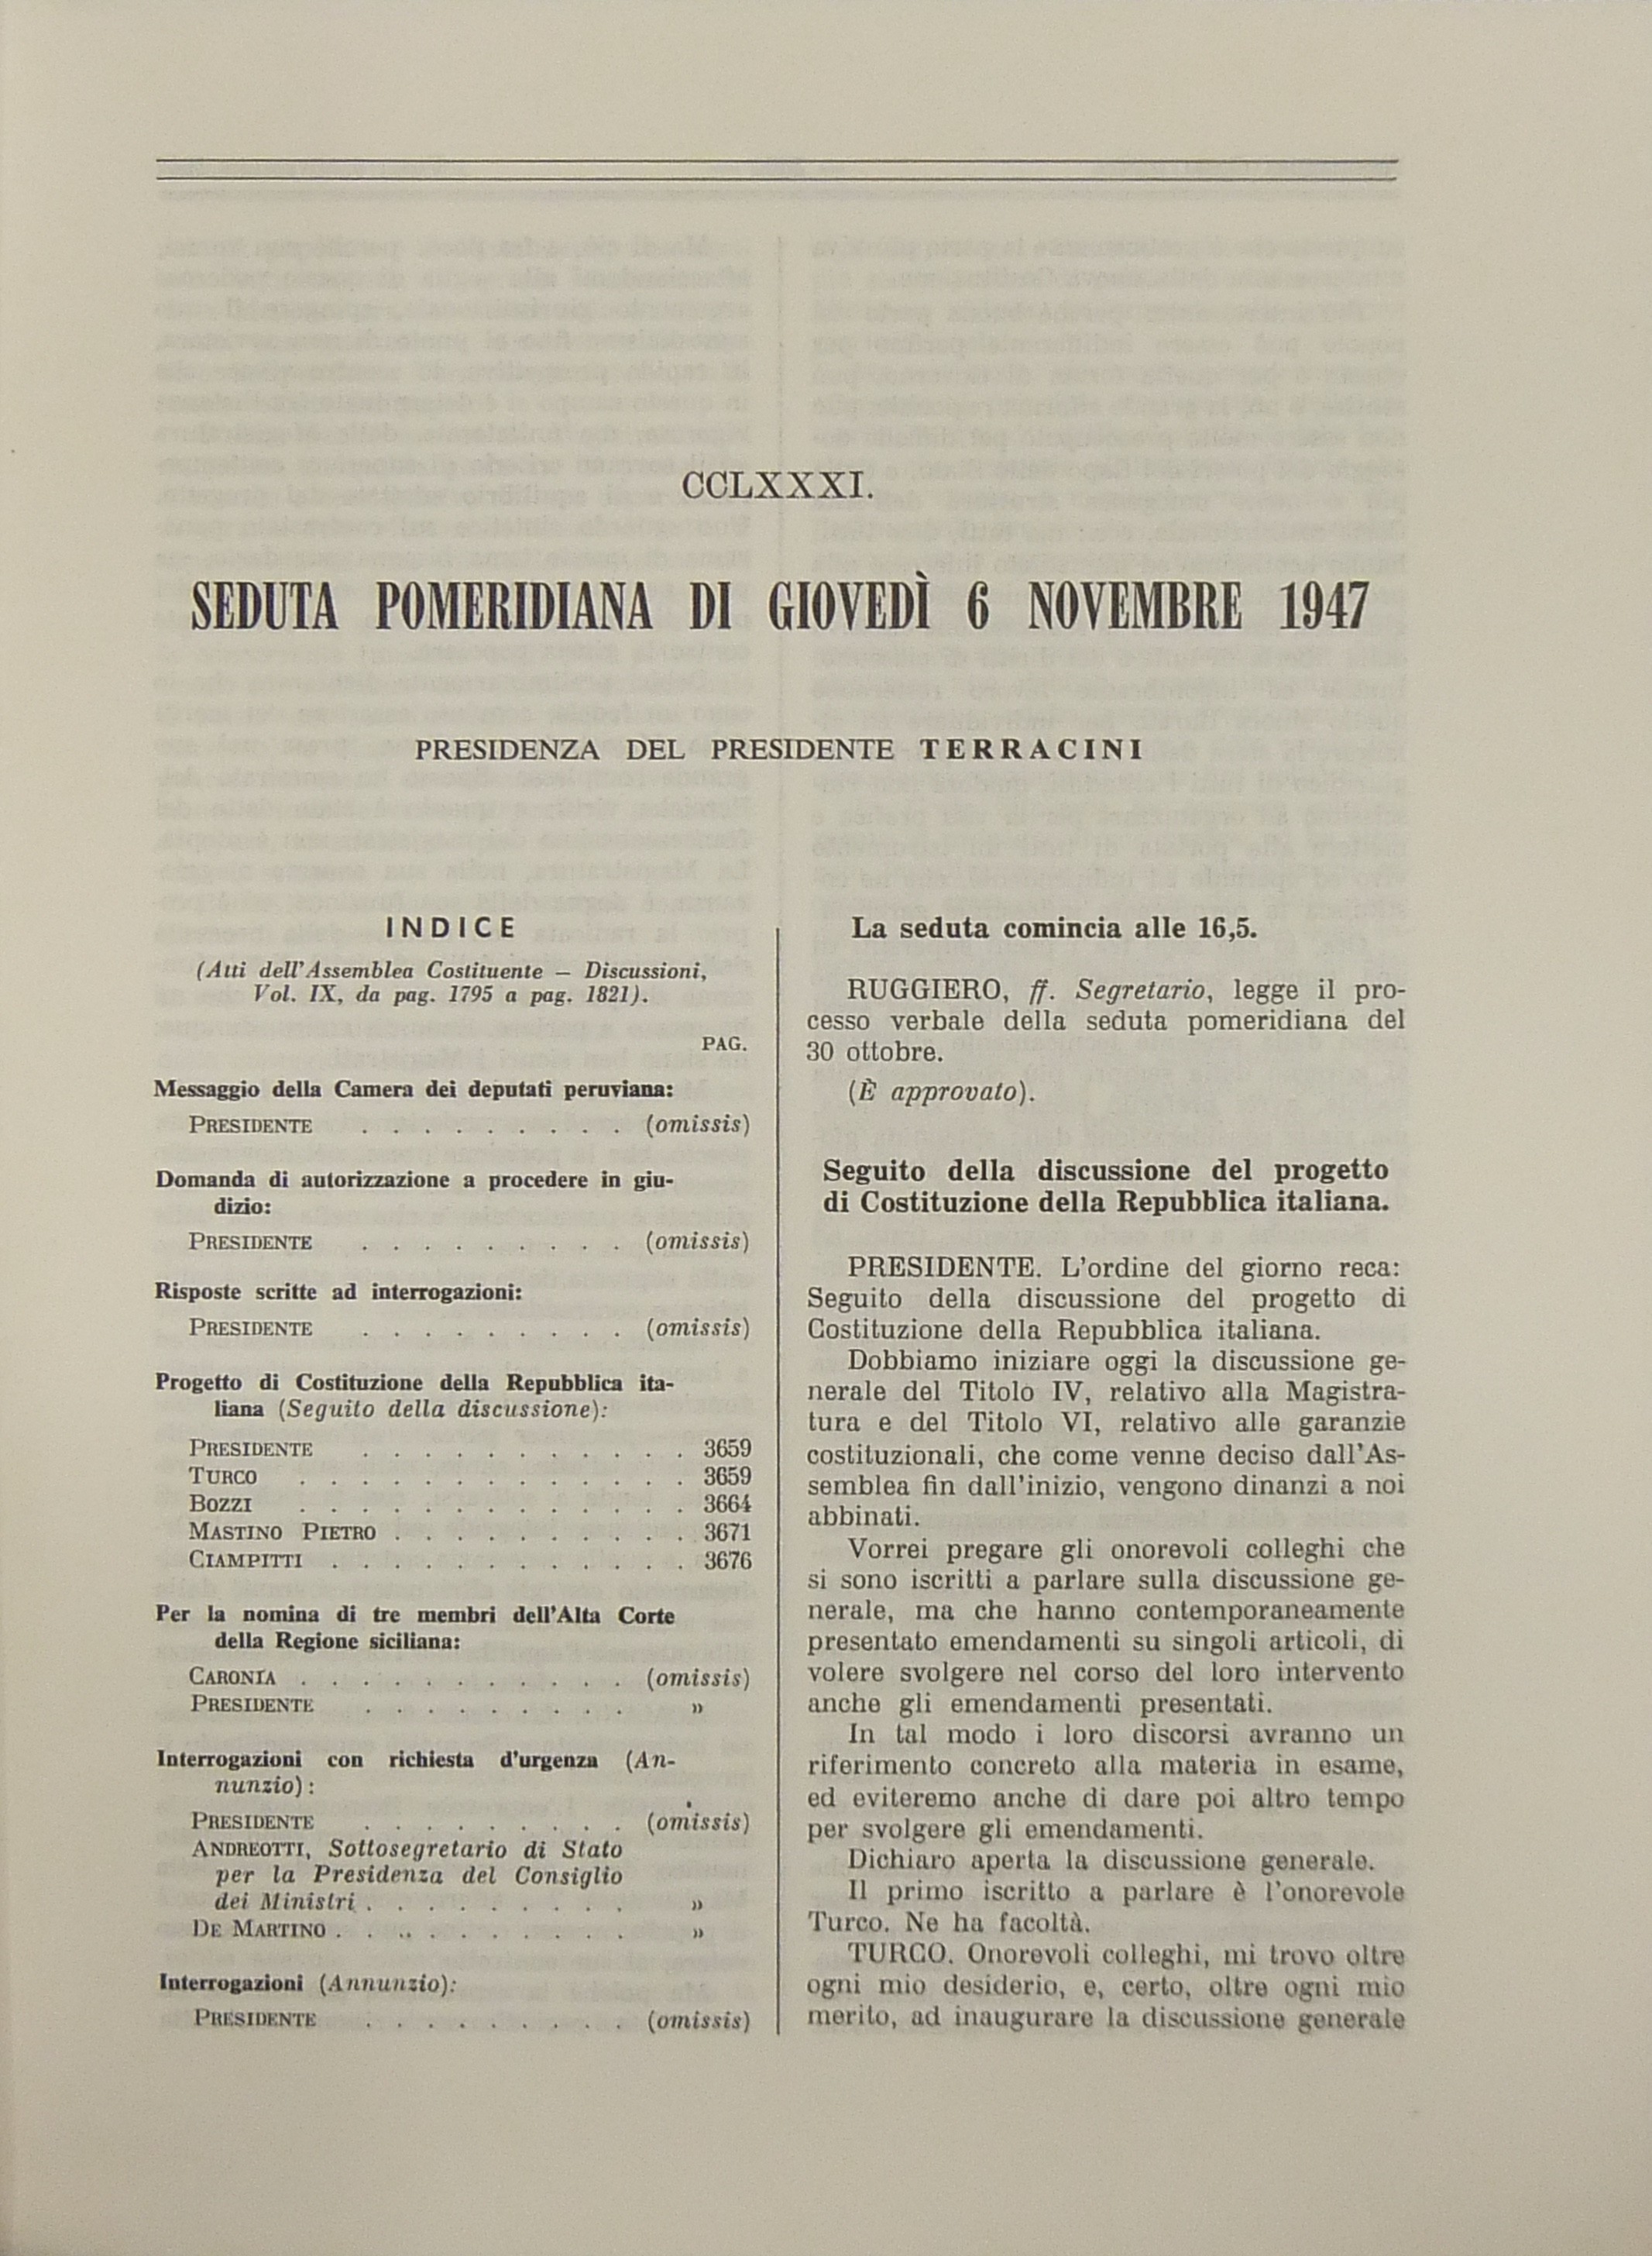 CCLXXXI.
SEDUTA POMERIDIANA DI GIOVEDÌ 6 NOVEMBRE 1947
PRESIDENZA DEL PRESIDENTE TERRACINI
INDICE
(Atti dell'Assemblea Costituente – Discussioni,
Vol. IX, da pag. 1795 a pag. 1821).
PAG.
Messaggio della Camera dei deputati peruviana:
PRESIDENTE . . . . . . . . . (omissis)
Domanda di autorizzazione a procedere in giu-
dizio:
PRESIDENTE . . . . . . . . . (omissis)
Risposte scritte ad interrogazioni:
PRESIDENTE . . . . . . . . . (omissis)
Progetto di Costituzione della Repubblica ita-
liana (Seguito della discussione):
PRESIDENTE . . . . . . . . . . . 3659
TURCO . . . . . . . . . . . . . 3659
BOZZI . . . . . . . . . . . . . 3664
MASTINO PIETRO . . . . . . . . . . 3671
CIAMPITTI . . . . . . . . . . . . 3676
Per la nomina di tre membri dell'Alta Corte
della Regione siciliana:
CARONIA . . . . . . . . . . . (omissis)
PRESIDENTE . . . . . . . . . »
Interrogazioni con richiesta d'urgenza (An-
nunzio):
PRESIDENTE . . . . . . . . . (omissis)
ANDREOTTI, Sottosegretario di Stato
per la Presidenza del Consiglio
dei Ministri . . . . . . . . . »
DE MARTINO . . . . . . . . . . »
Interrogazioni (Annunzio):
PRESIDENTE . . . . . . . . . (omissis)
La seduta comincia alle 16,5.
RUGGIERO, ff. Segretario, legge il pro-
cesso verbale della seduta pomeridiana del
30 ottobre.
(È approvato).
Seguito della discussione del progetto
di Costituzione della Repubblica italiana.
PRESIDENTE. L'ordine del giorno reca:
Seguito della discussione del progetto di
Costituzione della Repubblica italiana.
Dobbiamo iniziare oggi la discussione ge-
nerale del Titolo IV, relativo alla Magistra-
tura e del Titolo VI, relativo alle garanzie
costituzionali, che come venne deciso dall'As-
semblea fin dall'inizio, vengono dinanzi a noi
abbinati.
Vorrei pregare gli onorevoli colleghi che
si sono iscritti a parlare sulla discussione ge-
nerale, ma che hanno contemporaneamente
presentato emendamenti su singoli articoli, di
volere svolgere nel corso del loro intervento
anche gli emendamenti presentati.
In tal modo i loro discorsi avranno un
riferimento concreto alla materia in esame,
ed eviteremo anche di dare poi altro tempo
per svolgere gli emendamenti.
Dichiaro aperta la discussione generale.
Il primo iscritto a parlare è l'onorevole
Turco. Ne ha facoltà.
TURCO. Onorevoli colleghi, mi trovo oltre
ogni mio desiderio, e, certo, oltre ogni mio
merito, ad inaugurare la discussione generale